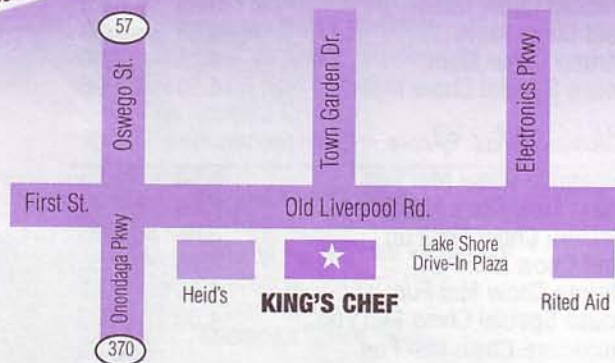 57
Oswego St.
Town Garden Dr.
Electronics Pkwy.
First St.
Old Liverpool Rd.
Onondaga Pkwy
370
Heid's
KING'S CHEF
Lake Shore
Drive-In Plaza
Rited Aid